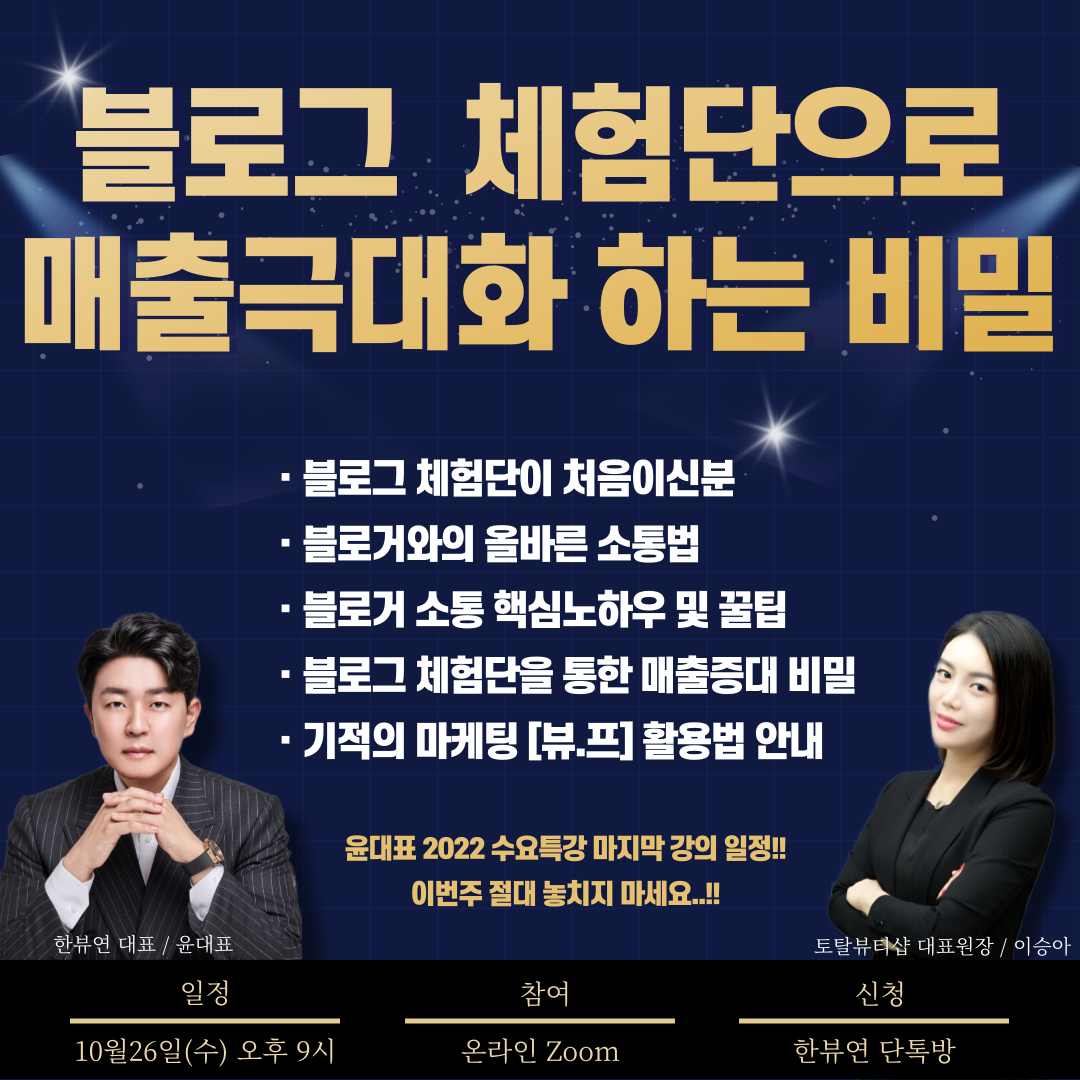 블로그 체험단으로
매출극대화 하는 비밀
· 블로그 체험단이 처음이신분
· 블로거와의 올바른 소통법
· 블로거 소통 핵심노하우 및 꿀팁
· 블로그 체험단을 통한 매출증대 비밀
· 기적의 마케팅 [뷰.프] 활용법 안내
윤대표 2022 수요특강 마지막 강의 일정!!
이번주 절대 놓치지 마세요..!!
한뷰연 대표 / 윤대표
토탈뷰티샵 대표원장 / 이승아
일정
10월26일(수) 오후 9시
참여
온라인 Zoom
신청
한뷰연 단톡방